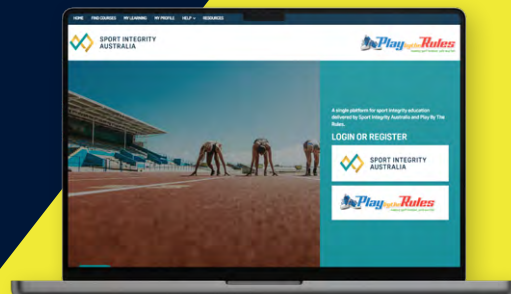 HOME FIND COURSES MY LEARNING MY PROFILE HELP RESOURCES
SPORT INTEGRITY
AUSTRALIA
Play by the Rules
A single platform for sport integrity education
delivered by Sport Integrity Australia and Play By The
Rules.
LOGIN OR REGISTER
SPORT INTEGRITY
AUSTRALIA
Play by the Rules